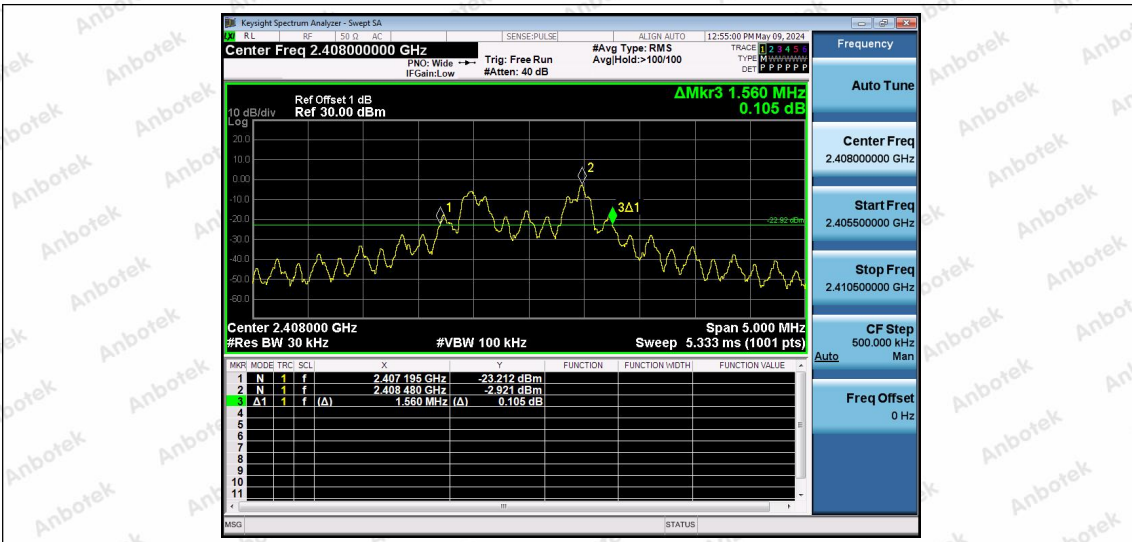 Keysight Spectrum Analyzer - Swept SA
LXI RL RF 50 Ω AC SENSE:PULSE ALIGN AUTO 12:55:00 PM May 09, 2024
Center Freq 2.408000000 GHz
PNO: Wide
IFGain:Low
Trig: Free Run
#Atten: 40 dB
#Avg Type: RMS
Avg|Hold:>100/100
TRACE 1 2 3 4 5 6
TYPE M W W W W W
DET P P P P P P
ΔMkr3 1.560 MHz
0.105 dB
Ref Offset 1 dB
10 dB/div Ref 30.00 dBm
Log
20.0
10.0
0.00
-10.0
-20.0
-30.0
-40.0
-50.0
-60.0
1
2
3Δ1
-22.92 dBm
Center 2.408000 GHz Span 5.000 MHz
#Res BW 30 kHz #VBW 100 kHz Sweep 5.333 ms (1001 pts)
MKR MODE TRC SCL X Y FUNCTION FUNCTION WIDTH FUNCTION VALUE
1 N 1 f 2.407 195 GHz -23.212 dBm
2 N 1 f 2.408 480 GHz -2.921 dBm
3 Δ1 1 f (Δ) 1.560 MHz (Δ) 0.105 dB
4
5
6
7
8
9
10
11
MSG STATUS
Frequency
Auto Tune
Center Freq
2.408000000 GHz
Start Freq
2.405500000 GHz
Stop Freq
2.410500000 GHz
CF Step
500.000 kHz
Auto Man
Freq Offset
0 Hz
Anbotek